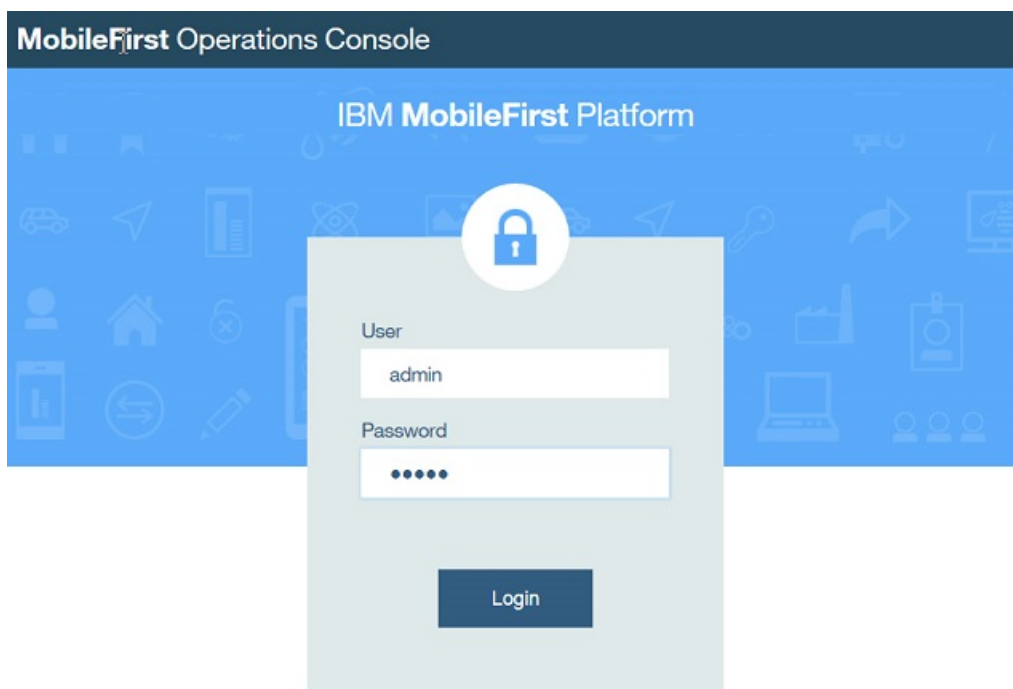 MobileFirst Operations Console
IBM MobileFirst Platform
User
admin
Password
•••••
Login